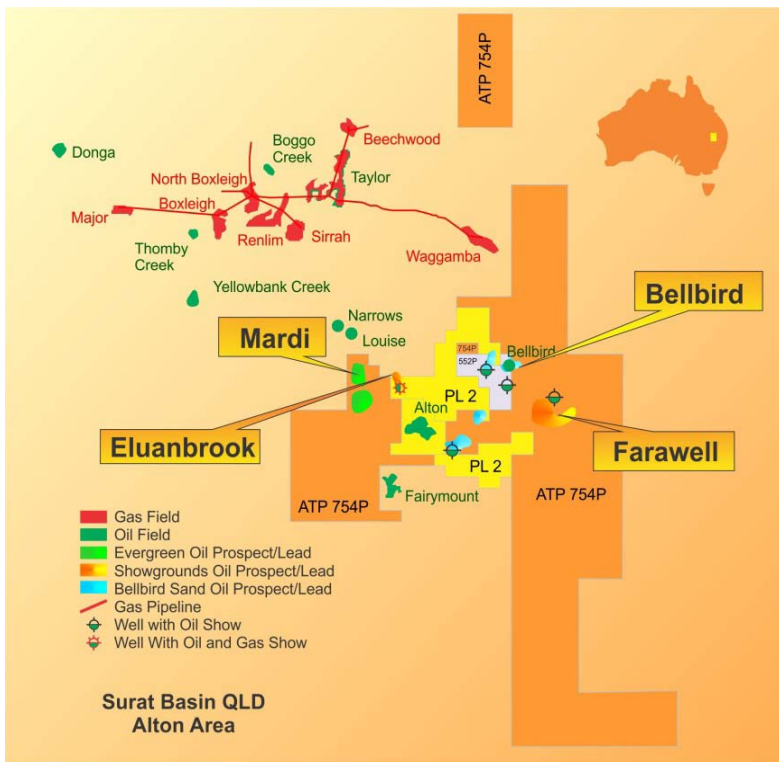 ATP 754P
Donga
Boggo
Creek
Beechwood
Taylor
North Boxleigh
Boxleigh
Major
Renlim
Sirrah
Thomby
Creek
Waggamba
Yellowbank Creek
Bellbird
Narrows
Louise
Mardi
754P
552P
Bellbird
PL 2
Alton
Eluanbrook
Farawell
PL 2
Fairymount
ATP 754P
ATP 754P
Gas Field
Oil Field
Evergreen Oil Prospect/Lead
Showgrounds Oil Prospect/Lead
Bellbird Sand Oil Prospect/Lead
Gas Pipeline
Well with Oil Show
Well With Oil and Gas Show
Surat Basin QLD
Alton Area